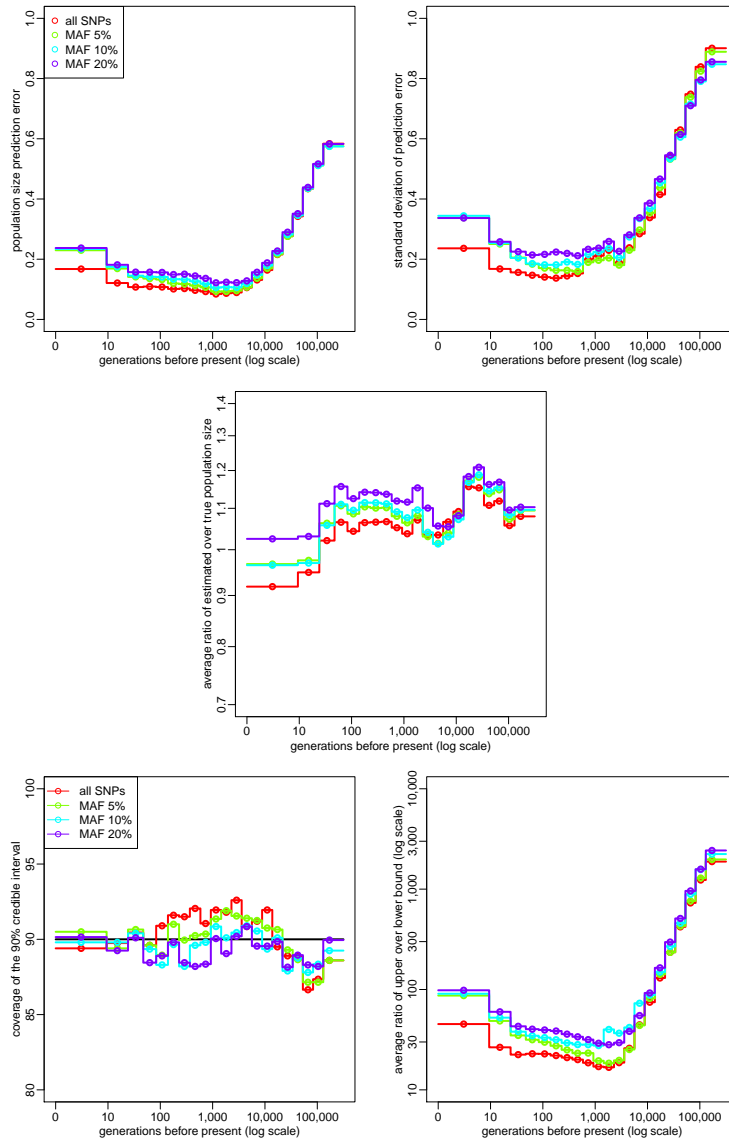 population size prediction error
0.0
0.2
0.4
0.6
0.8
1.0
all SNPs
MAF 5%
MAF 10%
MAF 20%
0 10 100 1,000 10,000 100,000
generations before present (log scale)
standard deviation of prediction error
0.0
0.2
0.4
0.6
0.8
1.0
0 10 100 1,000 10,000 100,000
generations before present (log scale)
average ratio of estimated over true population size
0.7
0.8
0.9
1
1.1
1.2
1.3
1.4
0 10 100 1,000 10,000 100,000
generations before present (log scale)
coverage of the 90% credible interval
80
85
90
95
100
all SNPs
MAF 5%
MAF 10%
MAF 20%
0 10 100 1,000 10,000 100,000
generations before present (log scale)
average ratio of upper over lower bound (log scale)
10
30
100
300
1,000
3,000
10,000
0 10 100 1,000 10,000 100,000
generations before present (log scale)